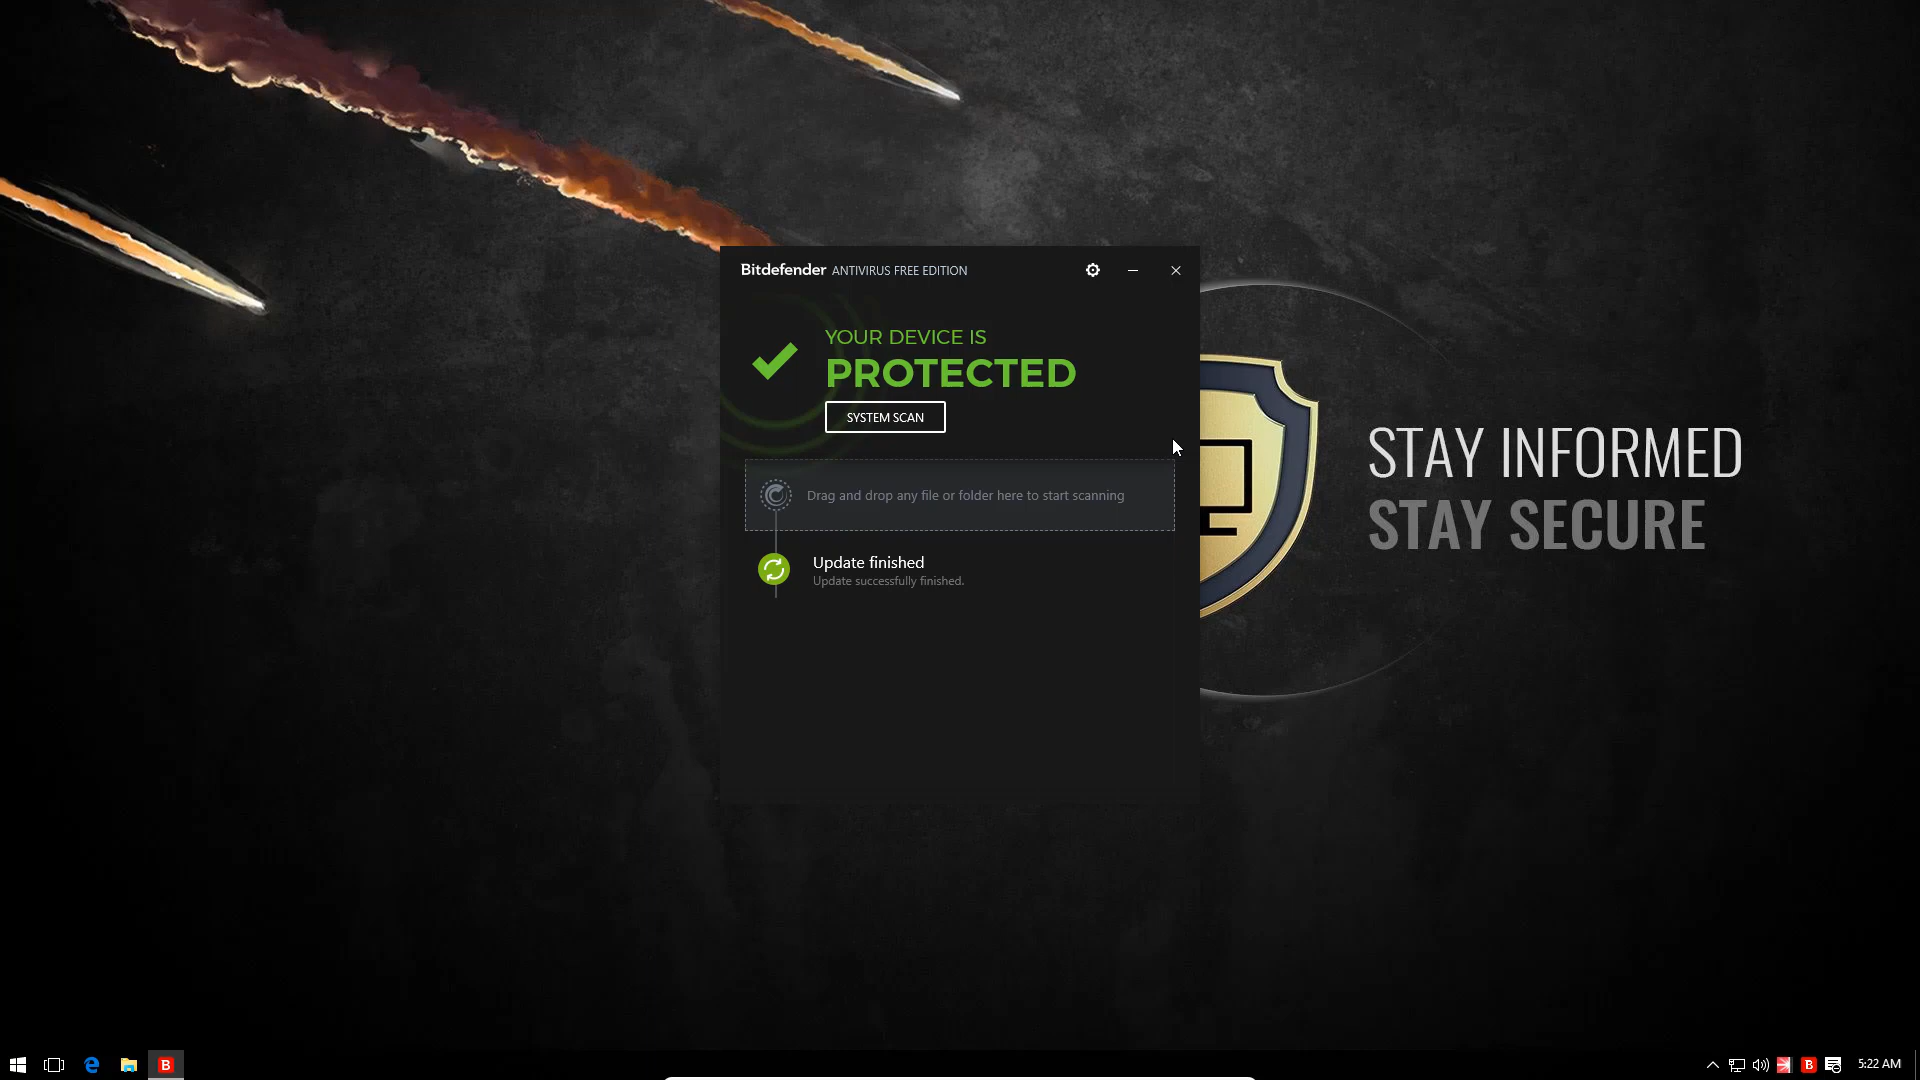 Bitdefender ANTIVIRUS FREE EDITION
YOUR DEVICE IS
PROTECTED
SYSTEM SCAN
Drag and drop any file or folder here to start scanning
Update finished
Update successfully finished.
STAY INFORMED
STAY SECURE
B
B
5:22 AM